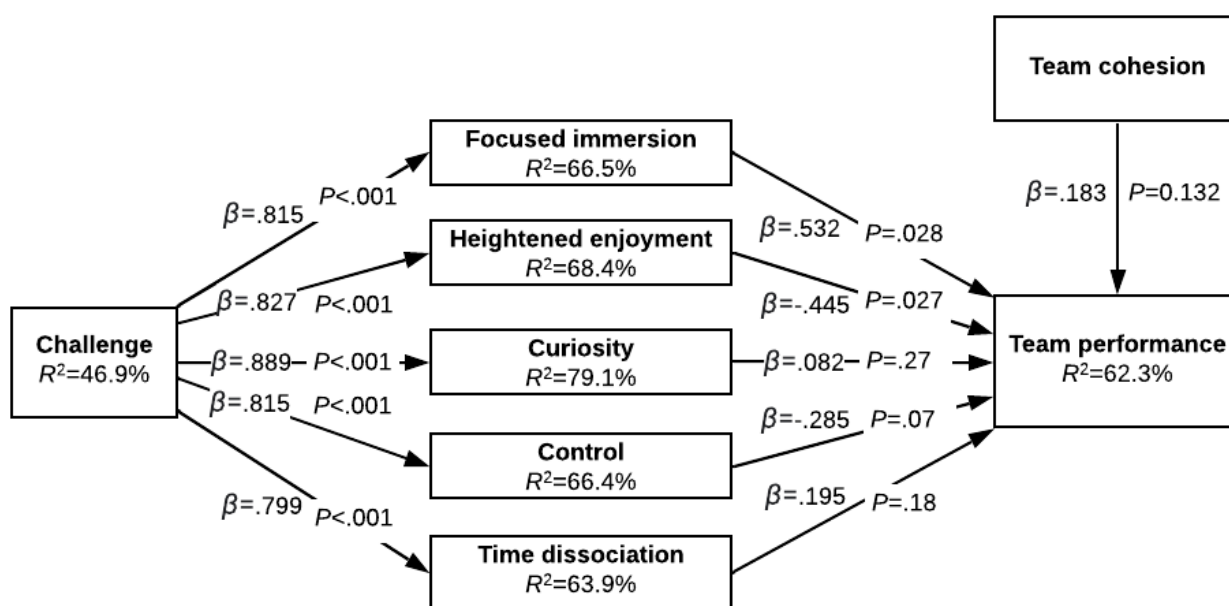 Team cohesion
β=.183 P=0.132
Focused immersion
R²=66.5%
β=.815 P<.001
β=.532 P=.028
Heightened enjoyment
R²=68.4%
β=.827 P<.001
β=-.445 P=.027
Challenge
R²=46.9%
β=.889 P<.001
Curiosity
R²=79.1%
β=.082 P=.27
Team performance
R²=62.3%
β=.815 P<.001
β=-.285 P=.07
Control
R²=66.4%
β=.799 P<.001
β=.195 P=.18
Time dissociation
R²=63.9%